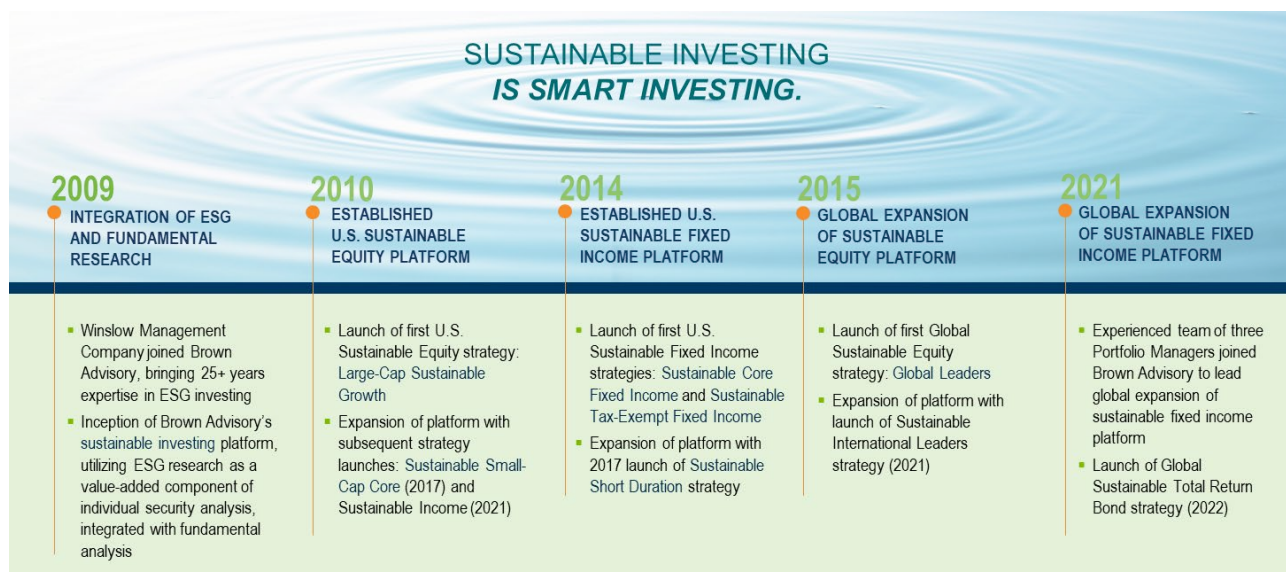 SUSTAINABLE INVESTING
IS SMART INVESTING.
2009
INTEGRATION OF ESG
AND FUNDAMENTAL
RESEARCH
▪ Winslow Management
Company joined Brown
Advisory, bringing 25+ years
expertise in ESG investing
▪ Inception of Brown Advisory's
sustainable investing platform,
utilizing ESG research as a
value-added component of
individual security analysis,
integrated with fundamental
analysis
2010
ESTABLISHED
U.S. SUSTAINABLE
EQUITY PLATFORM
▪ Launch of first U.S.
Sustainable Equity strategy:
Large-Cap Sustainable
Growth
▪ Expansion of platform with
subsequent strategy
launches: Sustainable Small-
Cap Core (2017) and
Sustainable Income (2021)
2014
ESTABLISHED U.S.
SUSTAINABLE FIXED
INCOME PLATFORM
▪ Launch of first U.S.
Sustainable Fixed Income
strategies: Sustainable Core
Fixed Income and Sustainable
Tax-Exempt Fixed Income
▪ Expansion of platform with
2017 launch of Sustainable
Short Duration strategy
2015
GLOBAL EXPANSION
OF SUSTAINABLE
EQUITY PLATFORM
▪ Launch of first Global
Sustainable Equity
strategy: Global Leaders
▪ Expansion of platform with
launch of Sustainable
International Leaders
strategy (2021)
2021
GLOBAL EXPANSION
OF SUSTAINABLE FIXED
INCOME PLATFORM
▪ Experienced team of three
Portfolio Managers joined
Brown Advisory to lead
global expansion of
sustainable fixed income
platform
▪ Launch of Global
Sustainable Total Return
Bond strategy (2022)